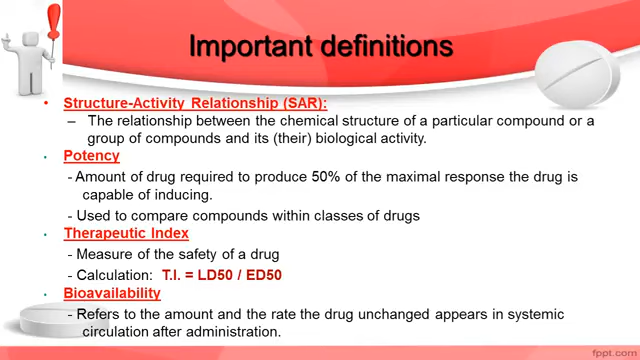 Important definitions
• Structure-Activity Relationship (SAR):
– The relationship between the chemical structure of a particular compound or a
group of compounds and its (their) biological activity.
• Potency
- Amount of drug required to produce 50% of the maximal response the drug is
capable of inducing.
- Used to compare compounds within classes of drugs
• Therapeutic Index
- Measure of the safety of a drug
- Calculation: T.I. = LD50 / ED50
• Bioavailability
- Refers to the amount and the rate the drug unchanged appears in systemic
circulation after administration.
fppt.com